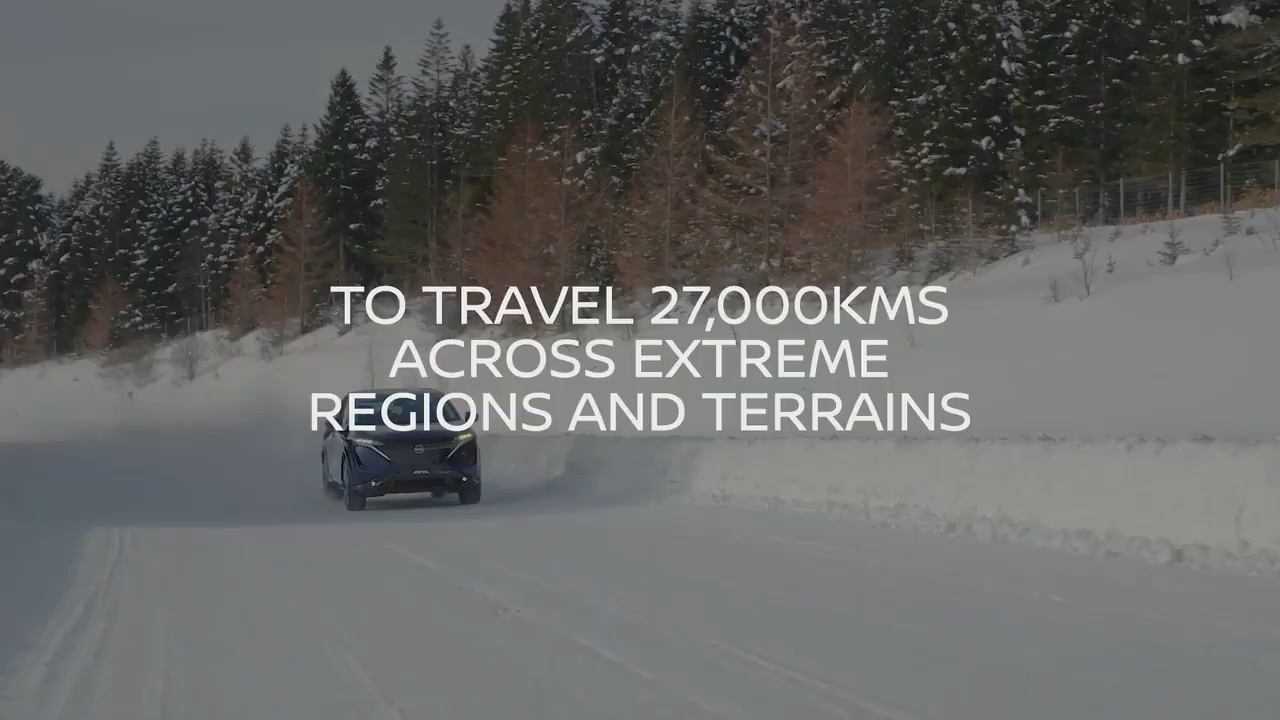 TO TRAVEL 27,000KMS
ACROSS EXTREME
REGIONS AND TERRAINS